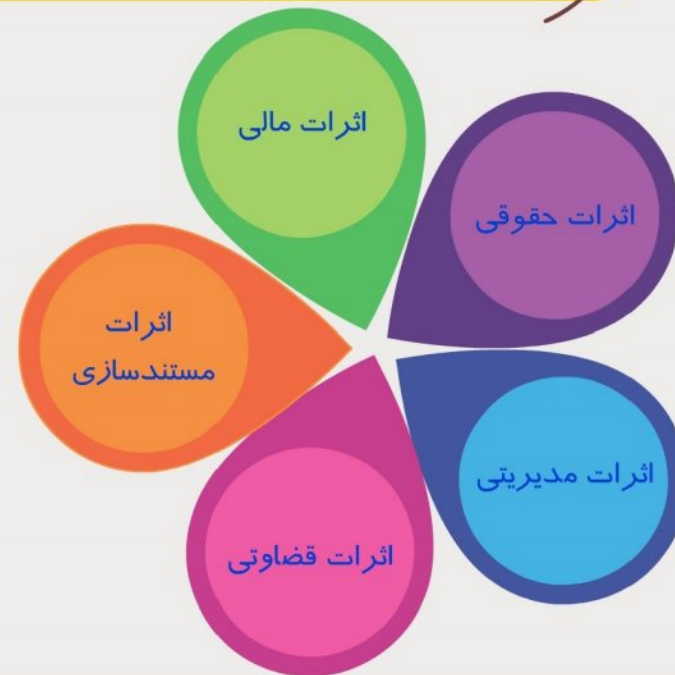 اثرات مالی
اثرات حقوقی
اثرات
مستندسازی
اثرات مدیریتی
اثرات قضاوتی